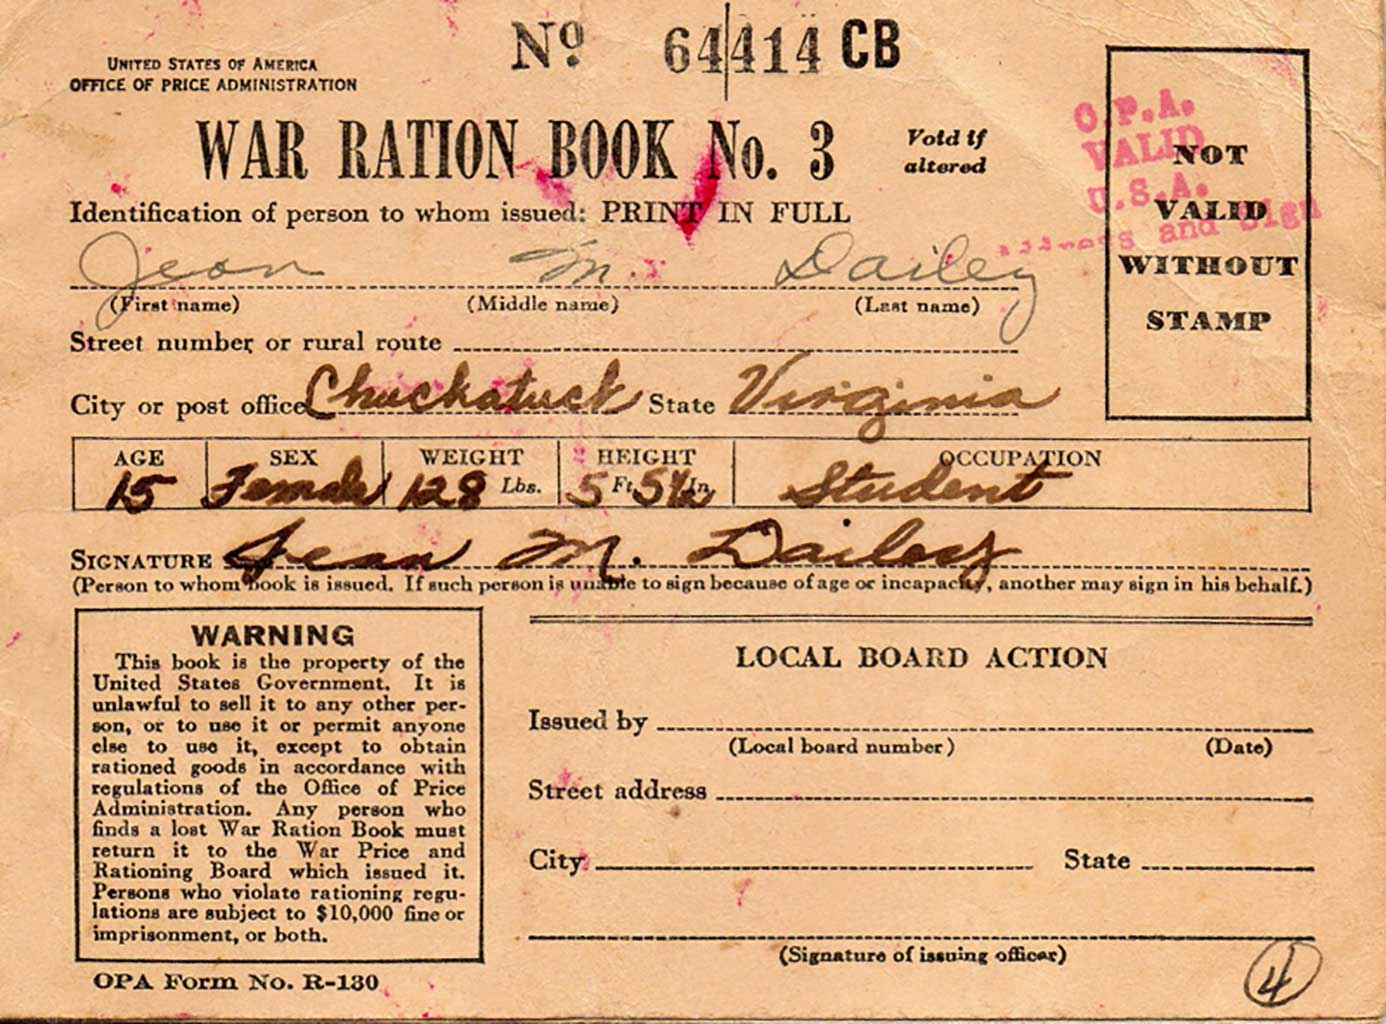 Nº 64414 CB
UNITED STATES OF AMERICA
OFFICE OF PRICE ADMINISTRATION
WAR RATION BOOK No. 3
Void if
altered
O.P.A.
VALID
U.S.A.
and Sign
NOT
VALID
WITHOUT
STAMP
Identification of person to whom issued: PRINT IN FULL
Jean M. Dailey
(First name) (Middle name) (Last name)
Street number or rural route
City or post office Chuckatuck State Virginia
AGE SEX WEIGHT HEIGHT OCCUPATION
15 Female 128 Lbs. 5 Ft. 5½ In. Student
SIGNATURE Jean M. Dailey
(Person to whom book is issued. If such person is unable to sign because of age or incapacity, another may sign in his behalf.)
WARNING
This book is the property of the
United States Government. It is
unlawful to sell it to any other per-
son, or to use it or permit anyone
else to use it, except to obtain
rationed goods in accordance with
regulations of the Office of Price
Administration. Any person who
finds a lost War Ration Book must
return it to the War Price and
Rationing Board which issued it.
Persons who violate rationing regu-
lations are subject to $10,000 fine or
imprisonment, or both.
OPA Form No. R-130
LOCAL BOARD ACTION
Issued by
(Local board number) (Date)
Street address
City State
(Signature of issuing officer)
4